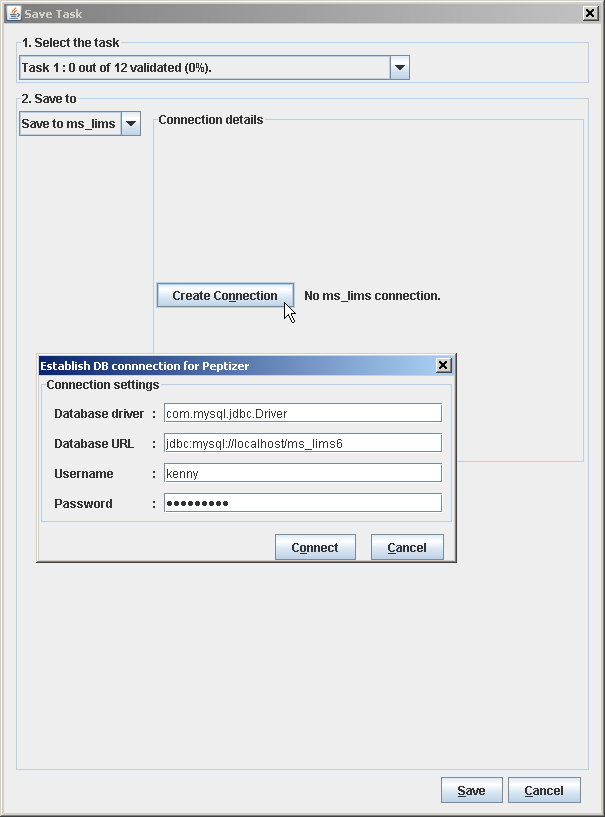 Save Task
1. Select the task
Task 1 : 0 out of 12 validated (0%).
2. Save to
Save to ms_lims
Connection details
Create Connection No ms_lims connection.
Establish DB connnection for Peptizer
Connection settings
Database driver : com.mysql.jdbc.Driver
Database URL : jdbc:mysql://localhost/ms_lims6
Username : kenny
Password : •••••••••
Connect Cancel
Save Cancel